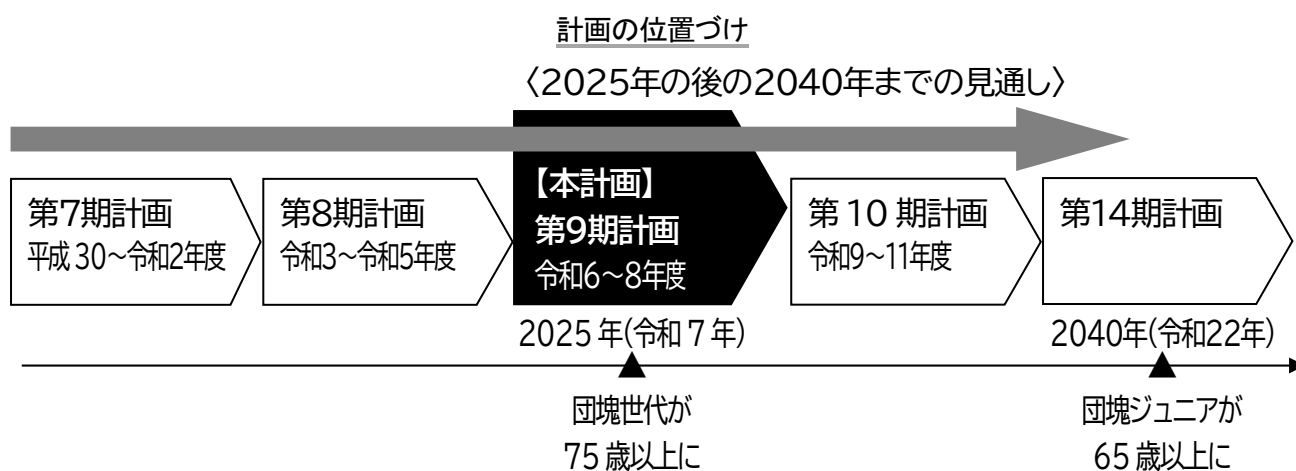 計画の位置づけ
〈2025年の後の2040年までの見通し〉
第7期計画
平成30～令和2年度
第8期計画
令和3～令和5年度
【本計画】
第9期計画
令和6～8年度
第10期計画
令和9～11年度
第14期計画
2025年(令和7年)
2040年(令和22年)
団塊世代が
75歳以上に
団塊ジュニアが
65歳以上に